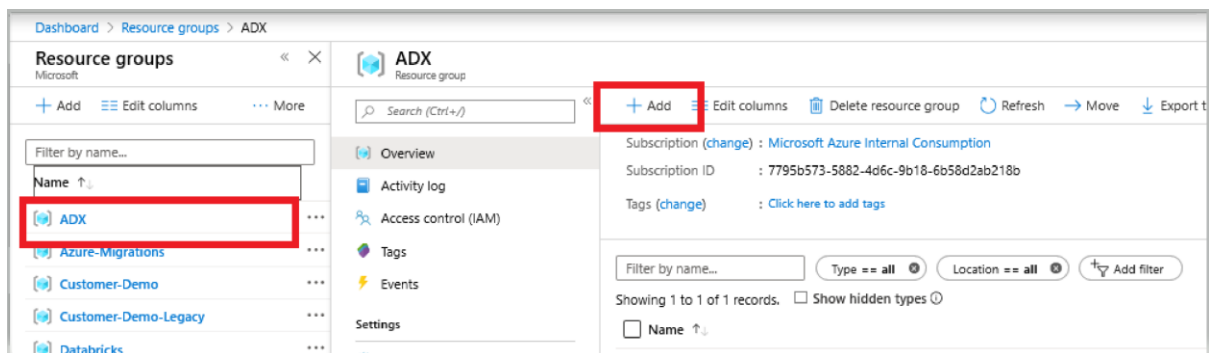 Dashboard > Resource groups > ADX
Resource groups
Microsoft
« ×
+ Add Edit columns ··· More
Filter by name...
Name ↑↓
ADX ···
Azure-Migrations ···
Customer-Demo ···
Customer-Demo-Legacy ···
Databricks ···
ADX
Resource group
Search (Ctrl+/) «
Overview
Activity log
Access control (IAM)
Tags
Events
Settings
+ Add Edit columns Delete resource group Refresh → Move Export t
Subscription (change) : Microsoft Azure Internal Consumption
Subscription ID : 7795b573-5882-4d6c-9b18-6b58d2ab218b
Tags (change) : Click here to add tags
Filter by name... Type == all Location == all Add filter
Showing 1 to 1 of 1 records. Show hidden types
Name ↑↓